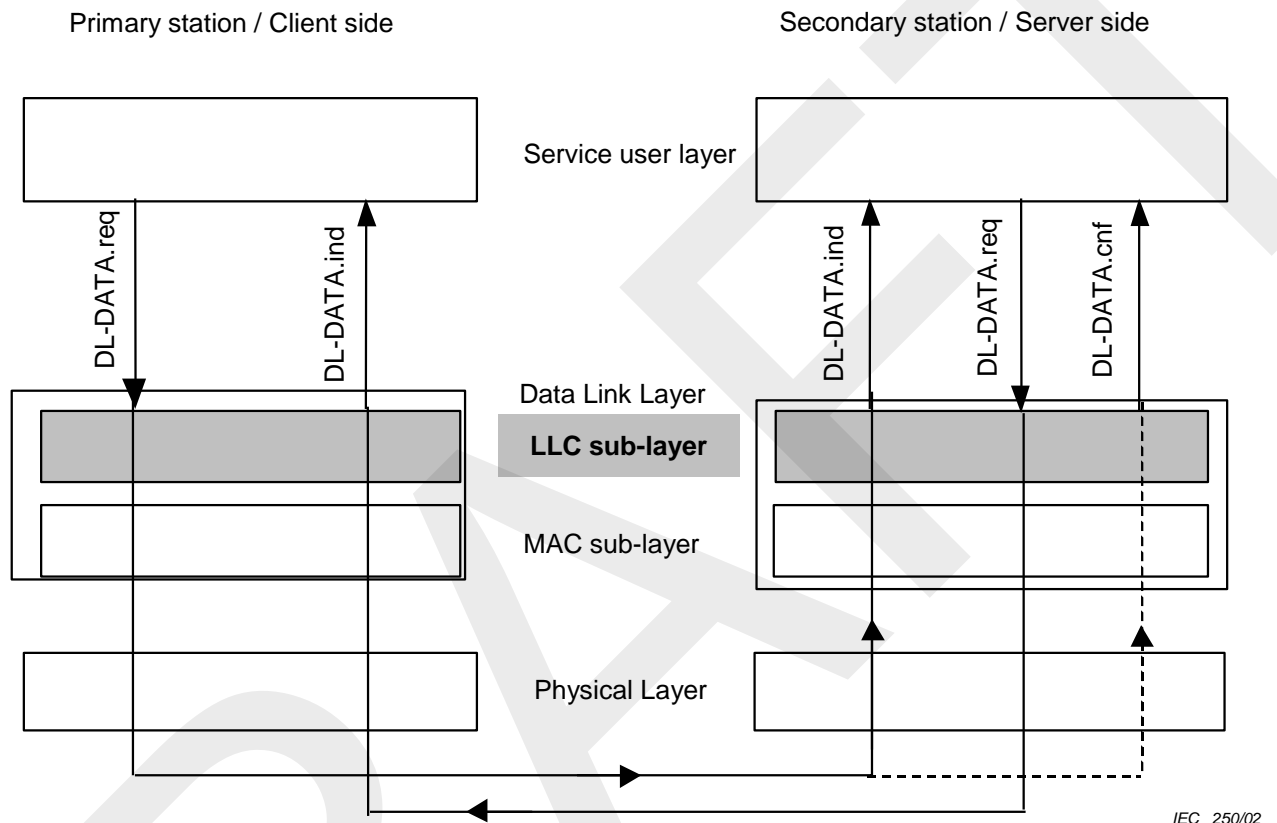 Primary station / Client side
Secondary station / Server side
Service user layer
DL-DATA.req
DL-DATA.ind
DL-DATA.ind
DL-DATA.req
DL-DATA.cnf
Data Link Layer
LLC sub-layer
MAC sub-layer
Physical Layer
IEC 250/02
DRAFT